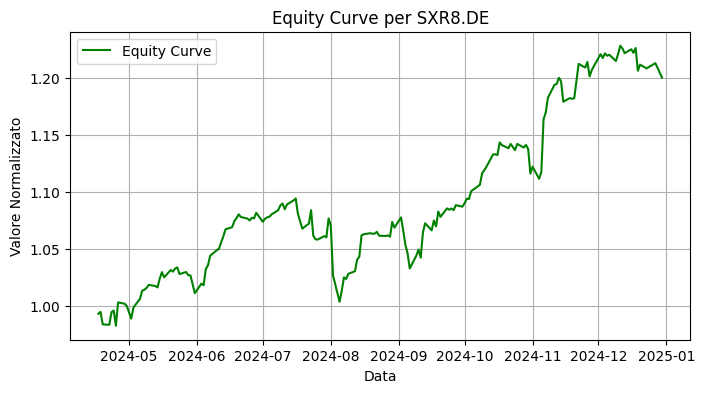 Equity Curve per SXR8.DE
Equity Curve
Valore Normalizzato
1.20
1.15
1.10
1.05
1.00
2024-05 2024-06 2024-07 2024-08 2024-09 2024-10 2024-11 2024-12 2025-01
Data